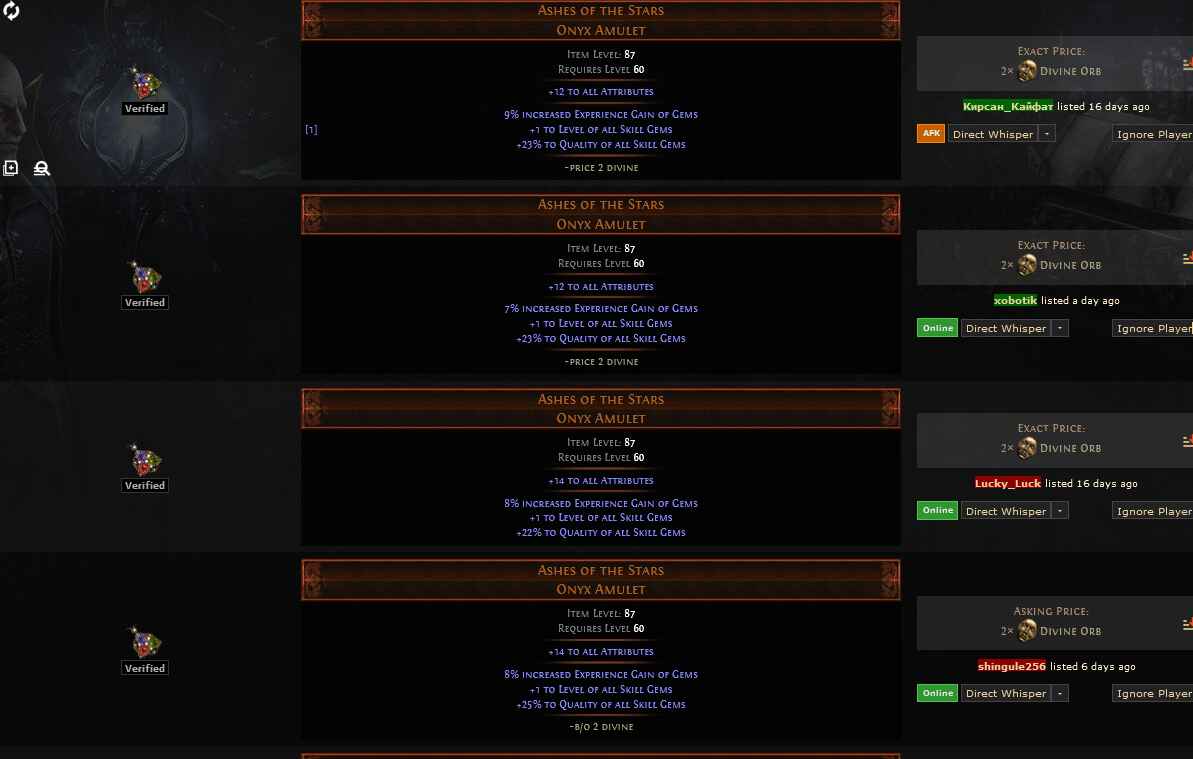 Ashes of the Stars
Onyx Amulet
Item Level: 87
Requires Level 60
+12 to all Attributes
9% increased Experience Gain of Gems
[1]
+1 to Level of all Skill Gems
+23% to Quality of all Skill Gems
~price 2 divine
Verified
Exact Price:
2× Divine Orb
Кирсан_Кайфат listed 16 days ago
AFK Direct Whisper Ignore Player
Ashes of the Stars
Onyx Amulet
Item Level: 87
Requires Level 60
+12 to all Attributes
7% increased Experience Gain of Gems
+1 to Level of all Skill Gems
+23% to Quality of all Skill Gems
~price 2 divine
Verified
Exact Price:
2× Divine Orb
xobotik listed a day ago
Online Direct Whisper Ignore Player
Ashes of the Stars
Onyx Amulet
Item Level: 87
Requires Level 60
+14 to all Attributes
8% increased Experience Gain of Gems
+1 to Level of all Skill Gems
+22% to Quality of all Skill Gems
Verified
Exact Price:
2× Divine Orb
Lucky_Luck listed 16 days ago
Online Direct Whisper Ignore Player
Ashes of the Stars
Onyx Amulet
Item Level: 87
Requires Level 60
+14 to all Attributes
8% increased Experience Gain of Gems
+1 to Level of all Skill Gems
+25% to Quality of all Skill Gems
~b/o 2 divine
Verified
Asking Price:
2× Divine Orb
shingule256 listed 6 days ago
Online Direct Whisper Ignore Player